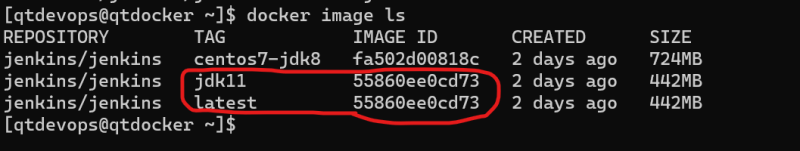 [qtdevops@qtdocker ~]$ docker image ls
REPOSITORY TAG IMAGE ID CREATED SIZE
jenkins/jenkins centos7-jdk8 fa502d00818c 2 days ago 724MB
jenkins/jenkins jdk11 55860ee0cd73 2 days ago 442MB
jenkins/jenkins latest 55860ee0cd73 2 days ago 442MB
[qtdevops@qtdocker ~]$